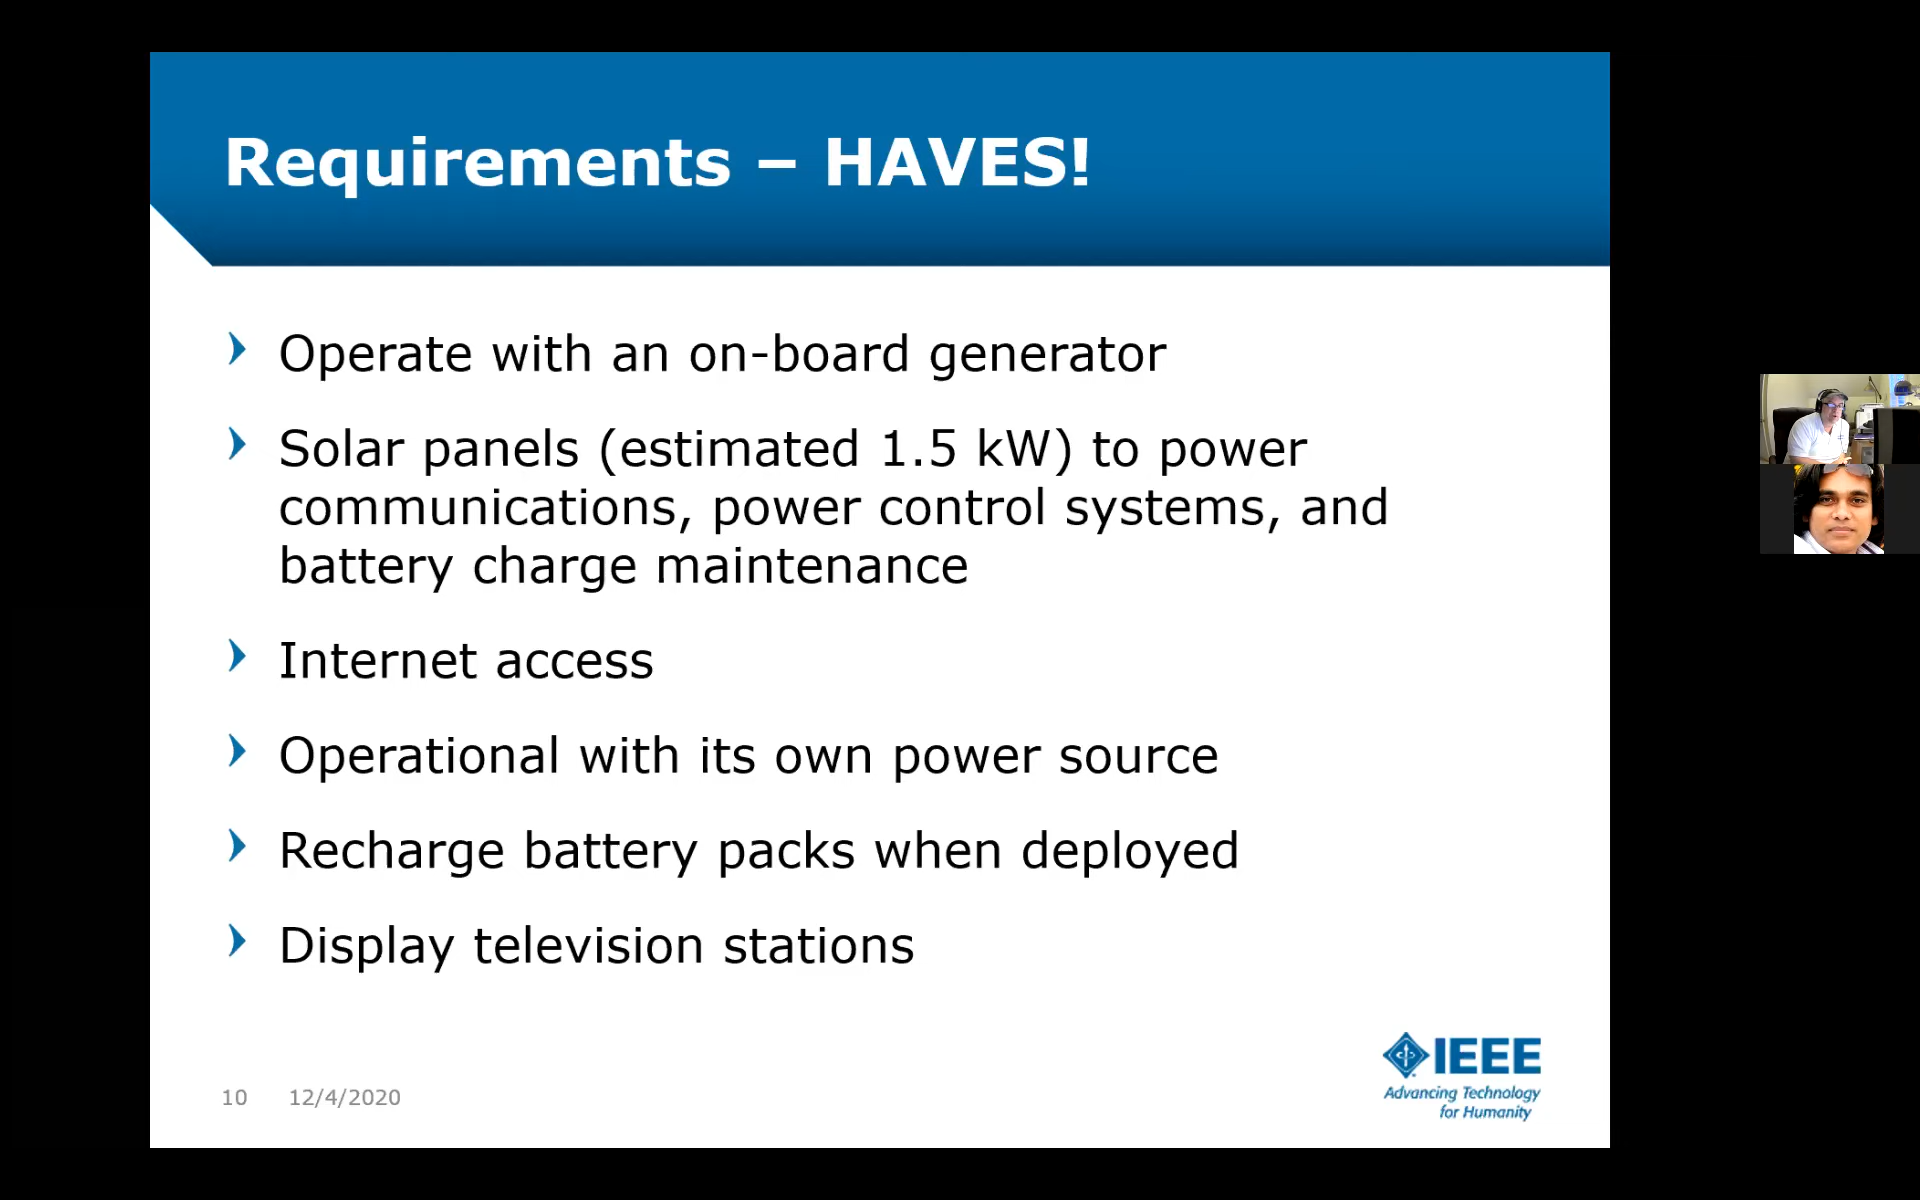 Requirements – HAVES!
Operate with an on-board generator
Solar panels (estimated 1.5 kW) to power
communications, power control systems, and
battery charge maintenance
Internet access
Operational with its own power source
Recharge battery packs when deployed
Display television stations
IEEE
Advancing Technology
for Humanity
10 12/4/2020